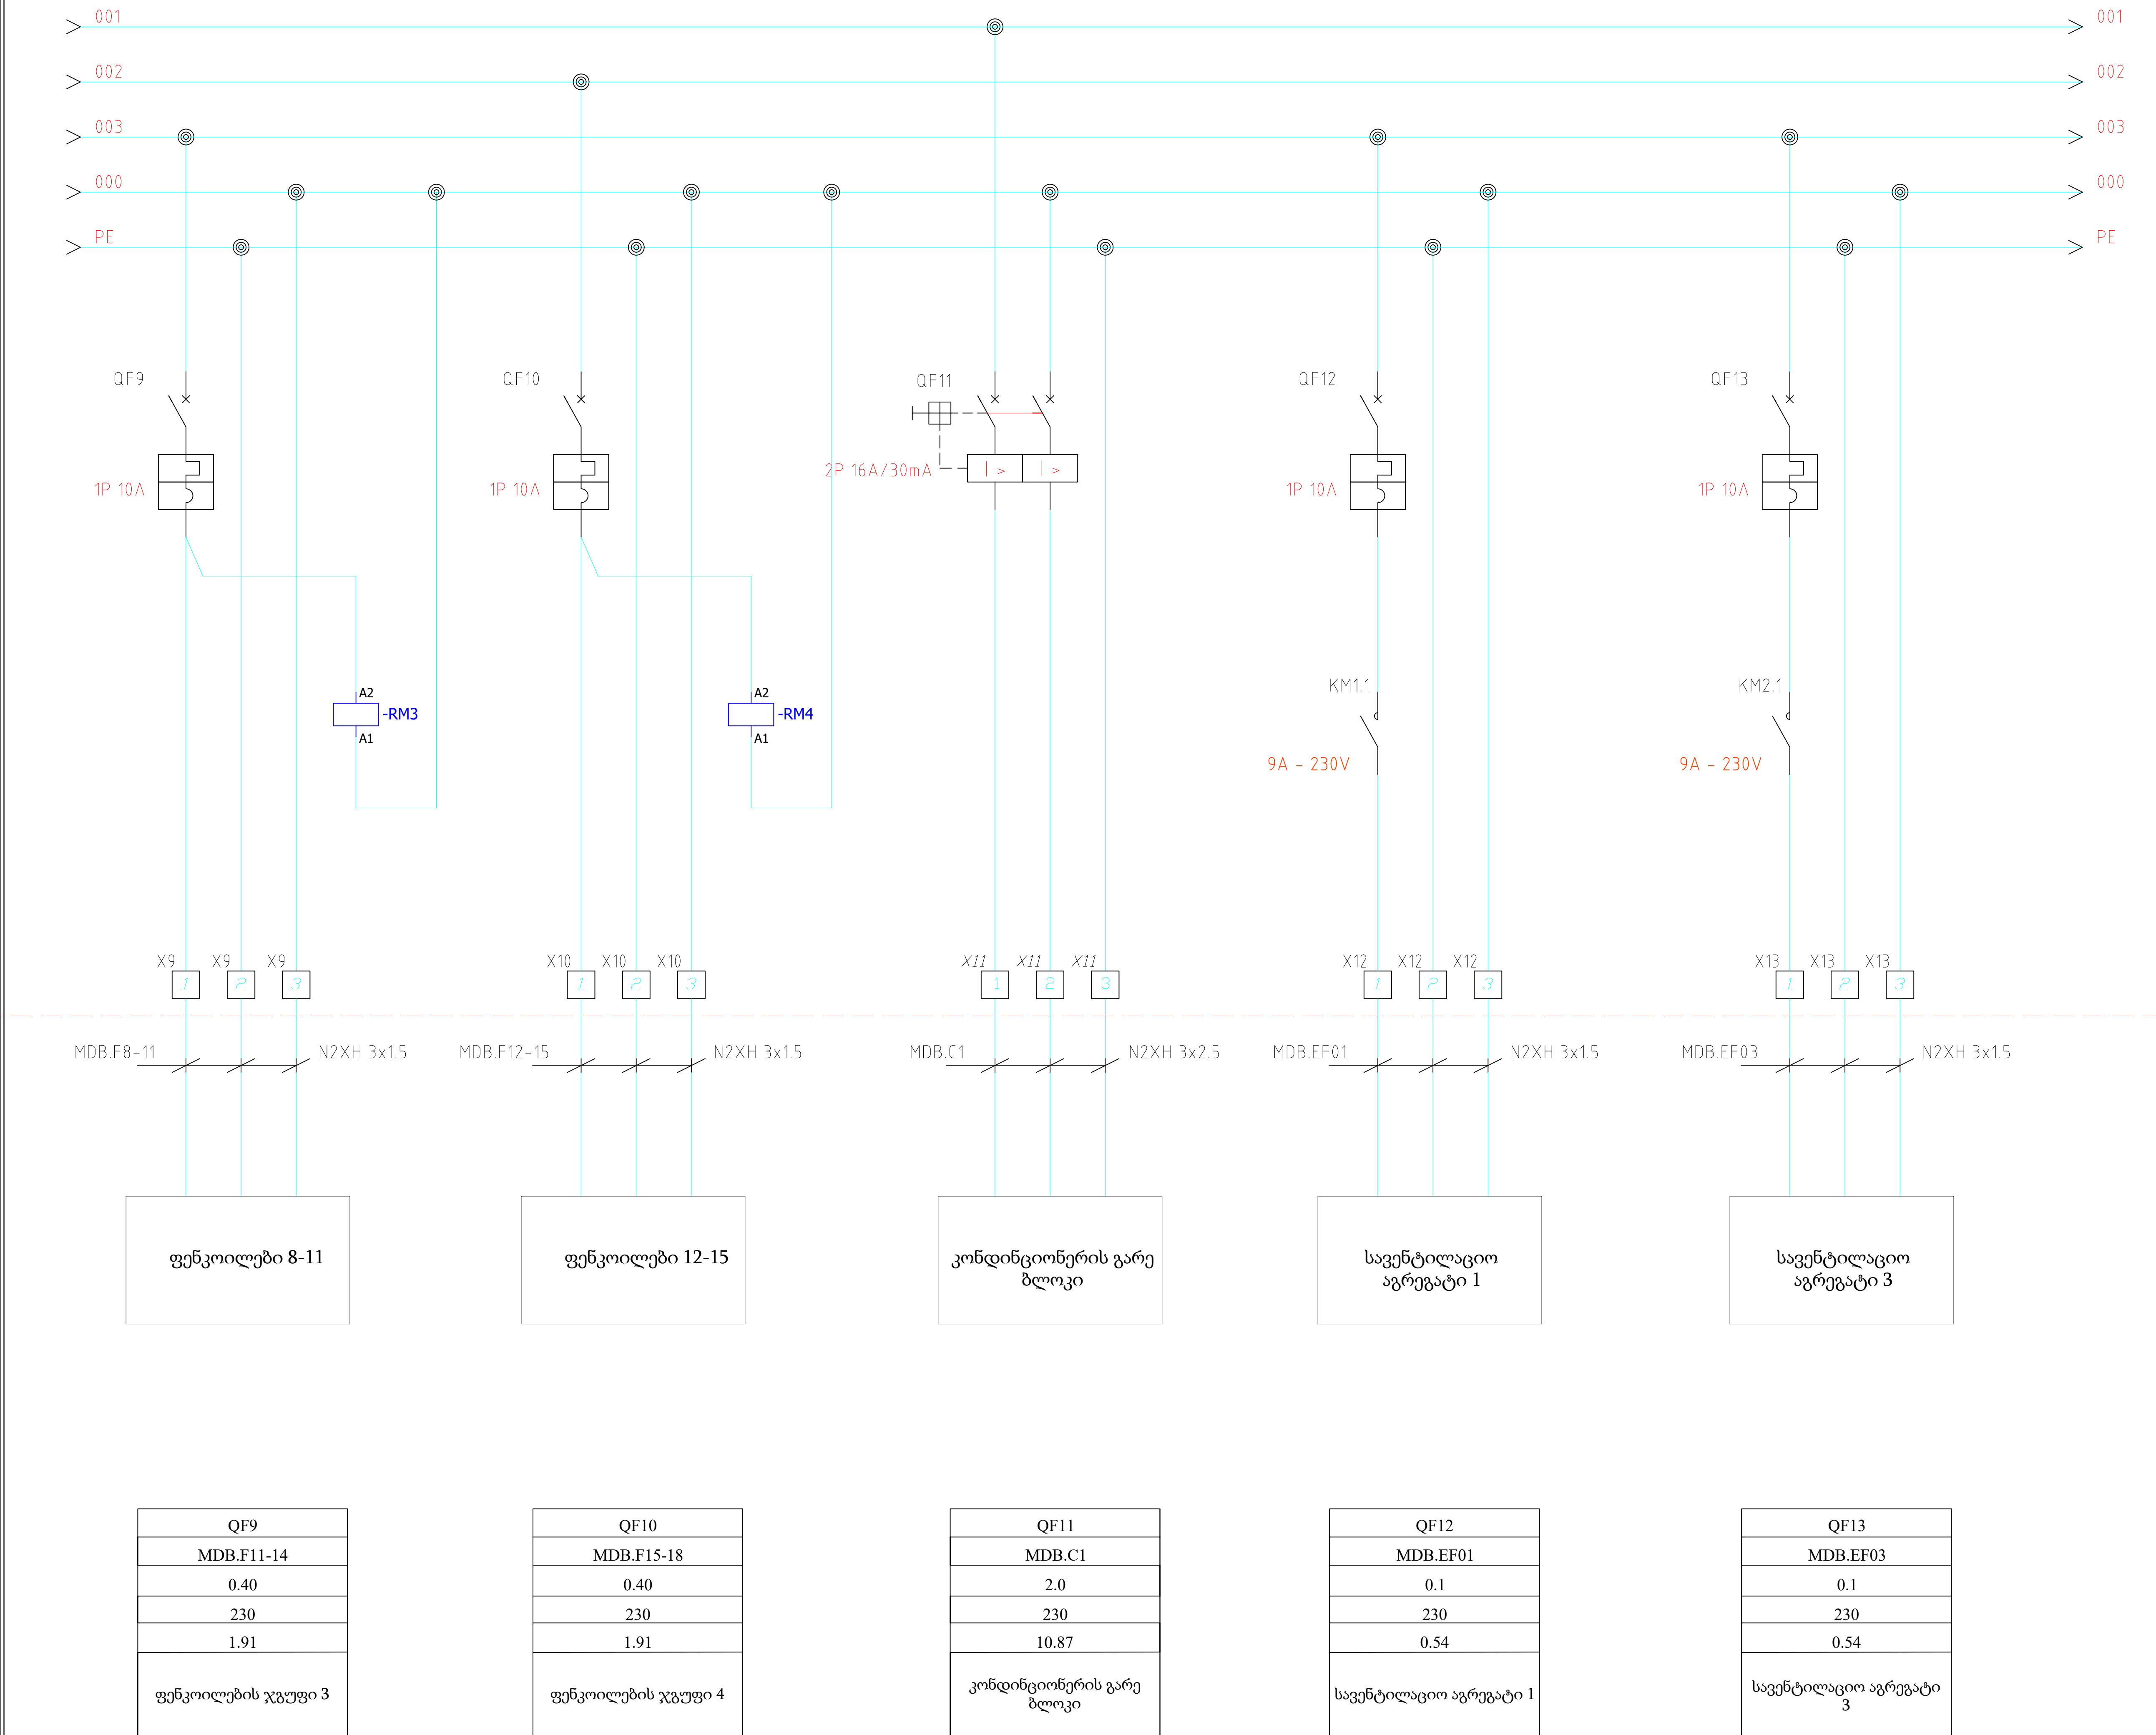 001 001
002 002
003 003
000 000
PE PE
QF9 QF10 QF11 QF12 QF13
2P 16A/30mA I > I >
1P 10A 1P 10A 1P 10A 1P 10A
A2 A2 KM1.1 KM2.1
-RM3 -RM4
A1 A1
9A - 230V 9A - 230V
X9 X9 X9 X10 X10 X10 X11 X11 X11 X12 X12 X12 X13 X13 X13
1 2 3 1 2 3 1 2 3 1 2 3 1 2 3
MDB.F8-11 N2XH 3x1.5 MDB.F12-15 N2XH 3x1.5 MDB.C1 N2XH 3x2.5 MDB.EF01 N2XH 3x1.5 MDB.EF03 N2XH 3x1.5
ფენკოილები 8-11
ფენკოილები 12-15
კონდინციონერის გარე
ბლოკი
სავენტილაციო
აგრეგატი 1
სავენტილაციო
აგრეგატი 3
QF9
MDB.F11-14
0.40
230
1.91
ფენკოილების ჯგუფი 3
QF10
MDB.F15-18
0.40
230
1.91
ფენკოილების ჯგუფი 4
QF11
MDB.C1
2.0
230
10.87
კონდინციონერის გარე
ბლოკი
QF12
MDB.EF01
0.1
230
0.54
სავენტილაციო აგრეგატი 1
QF13
MDB.EF03
0.1
230
0.54
სავენტილაციო აგრეგატი
3